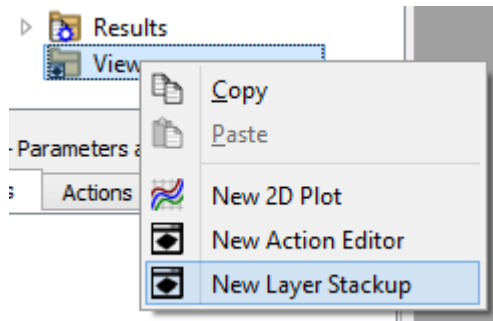 Results
View
Copy
Paste
- Parameters a
s
Actions
New 2D Plot
New Action Editor
New Layer Stackup